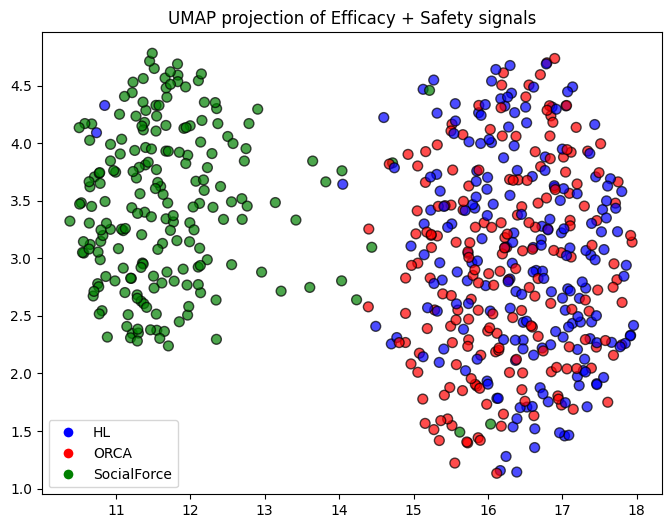 UMAP projection of Efficacy + Safety signals
4.5
4.0
3.5
3.0
2.5
2.0
1.5
1.0
HL
ORCA
SocialForce
11 12 13 14 15 16 17 18